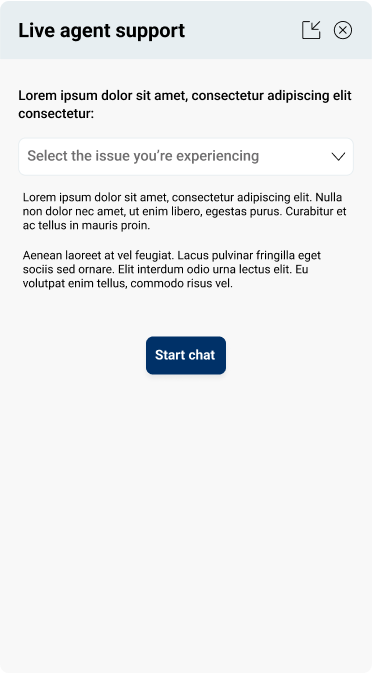 Live agent support
Lorem ipsum dolor sit amet, consectetur adipiscing elit
consectetur:
Select the issue you’re experiencing
Lorem ipsum dolor sit amet, consectetur adipiscing elit. Nulla
non dolor nec amet, ut enim libero, egestas purus. Curabitur et
ac tellus in mauris proin.
Aenean laoreet at vel feugiat. Lacus pulvinar fringilla eget
sociis sed ornare. Elit interdum odio urna lectus elit. Eu
volutpat enim tellus, commodo risus vel.
Start chat